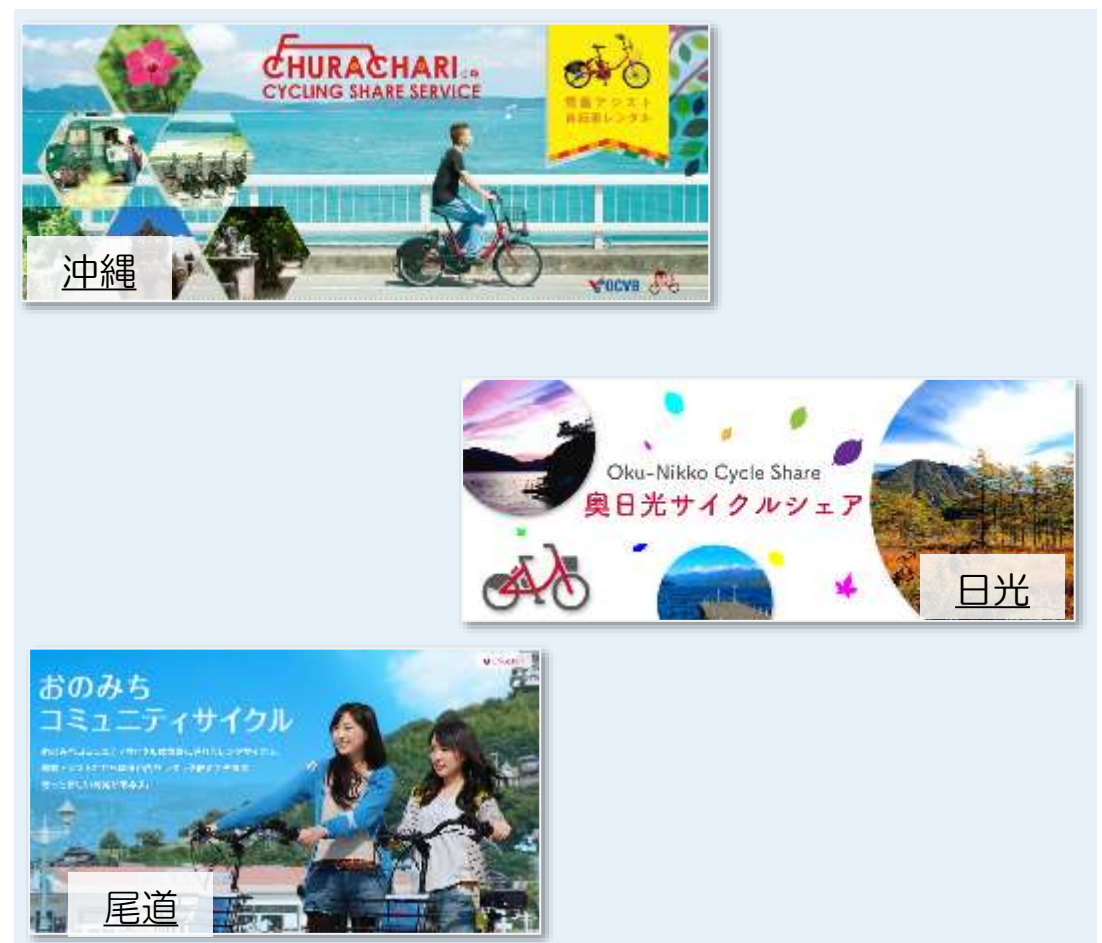 CHURACHARI
CYCLING SHARE SERVICE
電動アシスト
自転車レンタル
OCVB
沖縄
Oku-Nikko Cycle Share
奥日光サイクルシェア
日光
おのみち
コミュニティサイクル
尾道